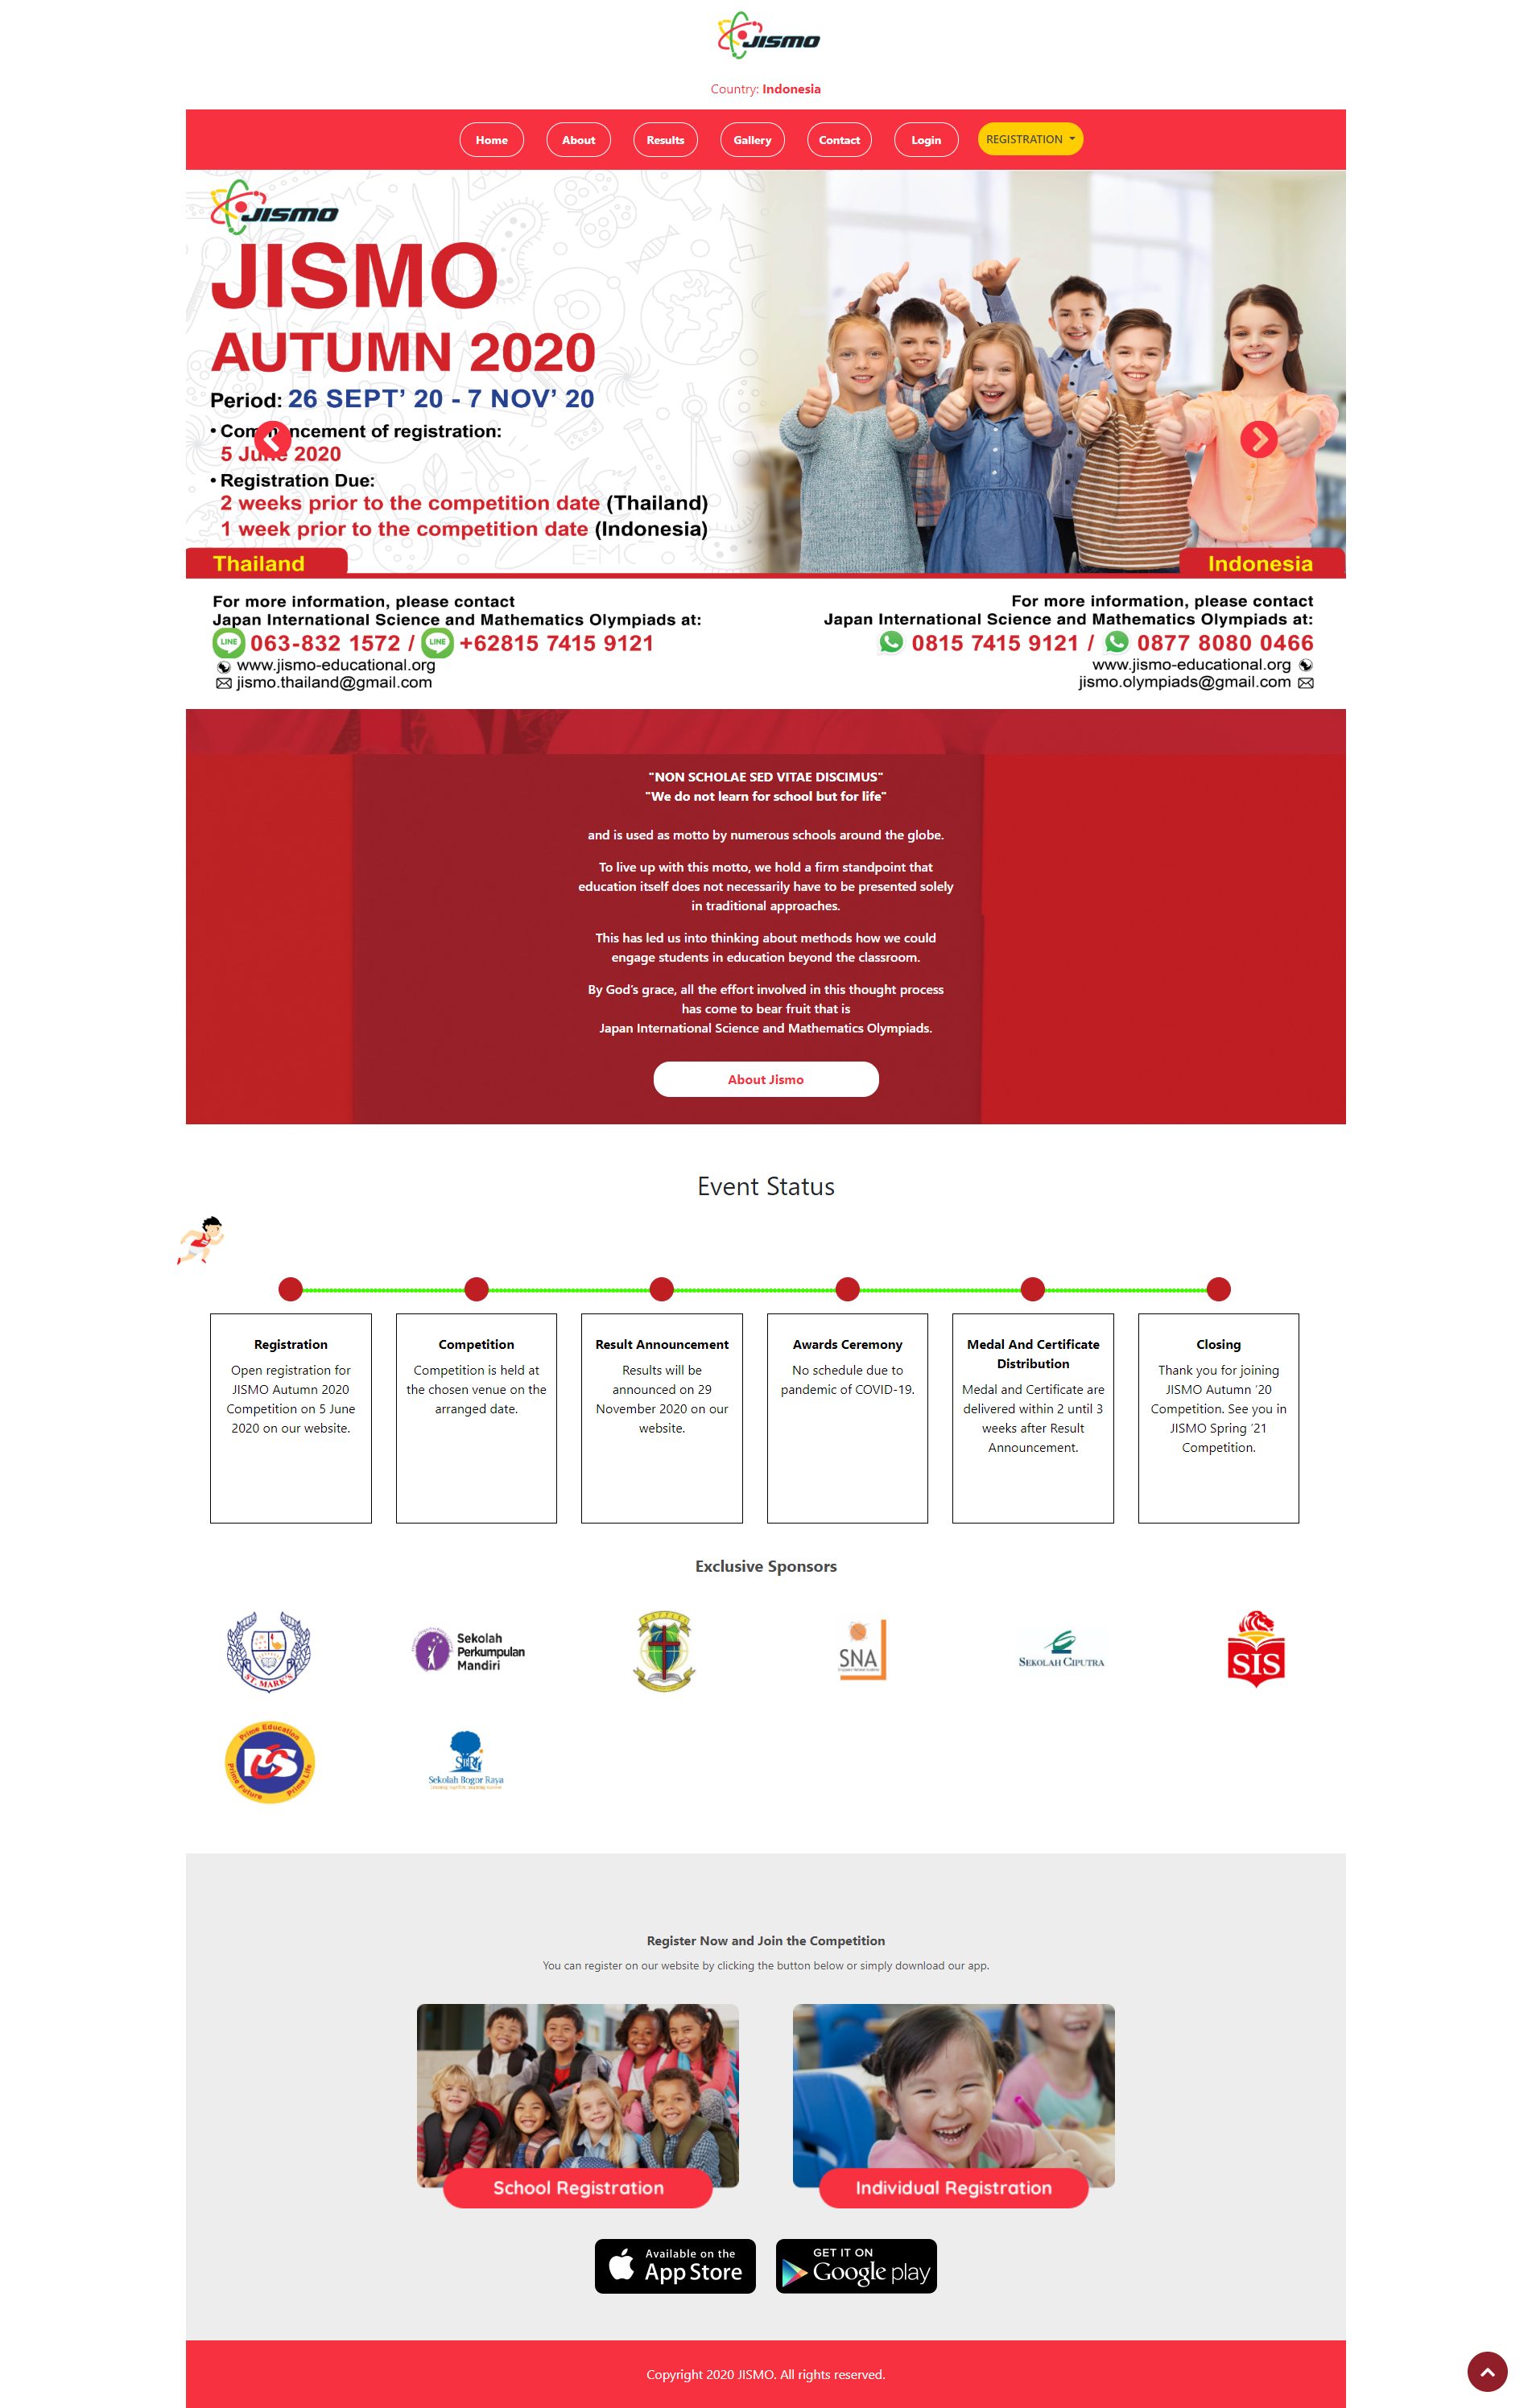 JISMO
Country: Indonesia
Home
About
Results
Gallery
Contact
Login
REGISTRATION
JISMO
JISMO
AUTUMN 2020
Period: 26 SEPT' 20 - 7 NOV' 20
• Commencement of registration:
5 June 2020
• Registration Due:
2 weeks prior to the competition date (Thailand)
1 week prior to the competition date (Indonesia)
Thailand
Indonesia
For more information, please contact
Japan International Science and Mathematics Olympiads at:
LINE 063-832 1572 / LINE +62815 7415 9121
www.jismo-educational.org
jismo.thailand@gmail.com
For more information, please contact
Japan International Science and Mathematics Olympiads at:
0815 7415 9121 / 0877 8080 0466
www.jismo-educational.org
jismo.olympiads@gmail.com
"NON SCHOLAE SED VITAE DISCIMUS"
"We do not learn for school but for life"
and is used as motto by numerous schools around the globe.
To live up with this motto, we hold a firm standpoint that
education itself does not necessarily have to be presented solely
in traditional approaches.
This has led us into thinking about methods how we could
engage students in education beyond the classroom.
By God's grace, all the effort involved in this thought process
has come to bear fruit that is
Japan International Science and Mathematics Olympiads.
About Jismo
Event Status
Registration
Open registration for
JISMO Autumn 2020
Competition on 5 June
2020 on our website.
Competition
Competition is held at
the chosen venue on the
arranged date.
Result Announcement
Results will be
announced on 29
November 2020 on our
website.
Awards Ceremony
No schedule due to
pandemic of COVID-19.
Medal And Certificate
Distribution
Medal and Certificate are
delivered within 2 until 3
weeks after Result
Announcement.
Closing
Thank you for joining
JISMO Autumn '20
Competition. See you in
JISMO Spring '21
Competition.
Exclusive Sponsors
ST. MARK'S
Sekolah
Perkumpulan
Mandiri
SNA
SEKOLAH CIPUTRA
SIS
Prime Education
Prime Future
Prime Life
Sekolah Bogor Raya
Register Now and Join the Competition
You can register on our website by clicking the button below or simply download our app.
School Registration
Individual Registration
Available on the
App Store
GET IT ON
Google play
Copyright 2020 JISMO. All rights reserved.